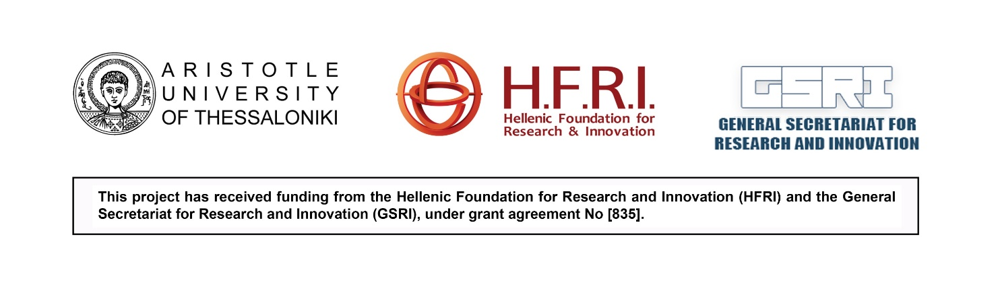 ARISTOTLE
UNIVERSITY
OF THESSALONIKI
H.F.R.I.
Hellenic Foundation for
Research & Innovation
GSRI
GENERAL SECRETARIAT FOR
RESEARCH AND INNOVATION
This project has received funding from the Hellenic Foundation for Research and Innovation (HFRI) and the General
Secretariat for Research and Innovation (GSRI), under grant agreement No [835].